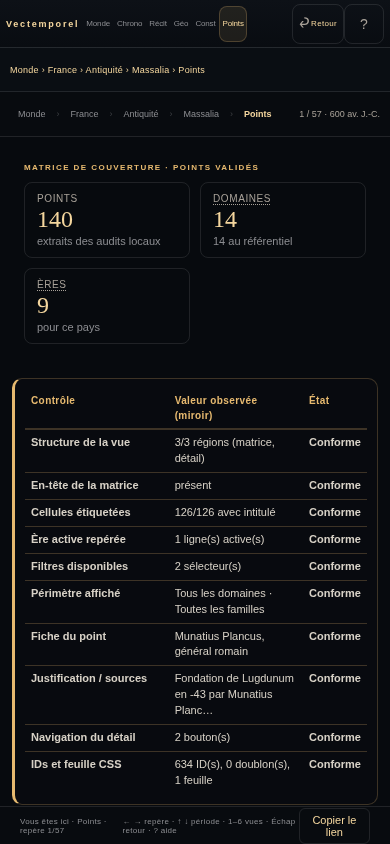 Vectemporel Monde Chrono Récit Géo Const Points Retour ?
Monde › France › Antiquité › Massalia › Points
Monde › France › Antiquité › Massalia › Points 1 / 57 · 600 av. J.-C.
MATRICE DE COUVERTURE · POINTS VALIDÉS
POINTS
140
extraits des audits locaux
DOMAINES
14
14 au référentiel
ÈRES
9
pour ce pays
Contrôle Valeur observée (miroir) État
Structure de la vue 3/3 régions (matrice, détail) Conforme
En-tête de la matrice présent Conforme
Cellules étiquetées 126/126 avec intitulé Conforme
Ère active repérée 1 ligne(s) active(s) Conforme
Filtres disponibles 2 sélecteur(s) Conforme
Périmètre affiché Tous les domaines · Toutes les familles Conforme
Fiche du point Munatius Plancus, général romain Conforme
Justification / sources Fondation de Lugdunum en -43 par Munatius Planc… Conforme
Navigation du détail 2 bouton(s) Conforme
IDs et feuille CSS 634 ID(s), 0 doublon(s), 1 feuille Conforme
Vous êtes ici · Points · repère 1/57
← → repère · ↑ ↓ période · 1–6 vues · Échap retour · ? aide
Copier le lien